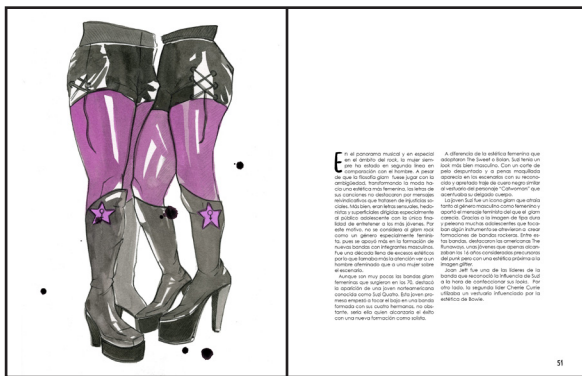 En el panorama musical y en especial
en el ámbito del rock, la mujer siem-
pre ha estado en segunda línea en
comparación con el hombre. A pesar
de que la filosofía glam fuese jugar con la
ambigüedad, transformando la moda ha-
cia una estética más femenina, las letras de
sus canciones no destacaron por mensajes
reivindicativos que tratasen de injusticias so-
ciales. Más bien, eran letras sensuales, hedo-
nistas y superficiales dirigidas especialmente
al público adolescente con la única fina-
lidad de entretener a los más jóvenes. Por
este motivo, no se considera al glam rock
como un género especialmente feminis-
ta, pues se apoyó más en la formación de
nuevas bandas con integrantes masculinos.
Fue una década llena de excesos estéticos
por lo que llamaba más la atención ver a un
hombre afeminado que a una mujer sobre
el escenario.
Aunque son muy pocas las bandas glam
femeninas que surgieron en los 70, destacó
la aparición de una joven norteamericana
conocida como Suzi Quatro. Esta joven pro-
mesa empezó a tocar el bajo en una banda
formada con sus cuatro hermanas, no obs-
tante, sería ella quien alcanzaría el éxito
con una nueva formación como solista.
A diferencia de la estética femenina que
adoptaron The Sweet o Bolan, Suzi tenía un
look más bien masculino. Con un corte de
pelo despuntado y a penas maquillada
aparecía en los escenarios con su recono-
cido y apretado traje de cuero negro similar
al vestuario del personaje "Catwoman" que
acentuaba su delgado cuerpo.
La joven Suzi fue un icono glam que atraía
tanto al género masculino como femenino y
aportó el mensaje feminista del que el glam
carecía. Gracias a la imagen de tipa dura
y perversa muchas adolescentes que toca-
ban algún instrumento se atrevieron a crear
formaciones de bandas rockeras. Entre es-
tas bandas, destacaron las americanas The
Runaways, unas jóvenes que apenas alcan-
zaban los 16 años consideradas precursoras
del punk pero con una estética próxima a la
imagen glitter.
Joan Jett fue una de las líderes de la
banda que reconoció la influencia de Suzi
a la hora de confeccionar sus looks. Por
otro lado, la segunda líder Cherrie Currie
utilizaba un vestuario influenciado por la
estética de Bowie.
51